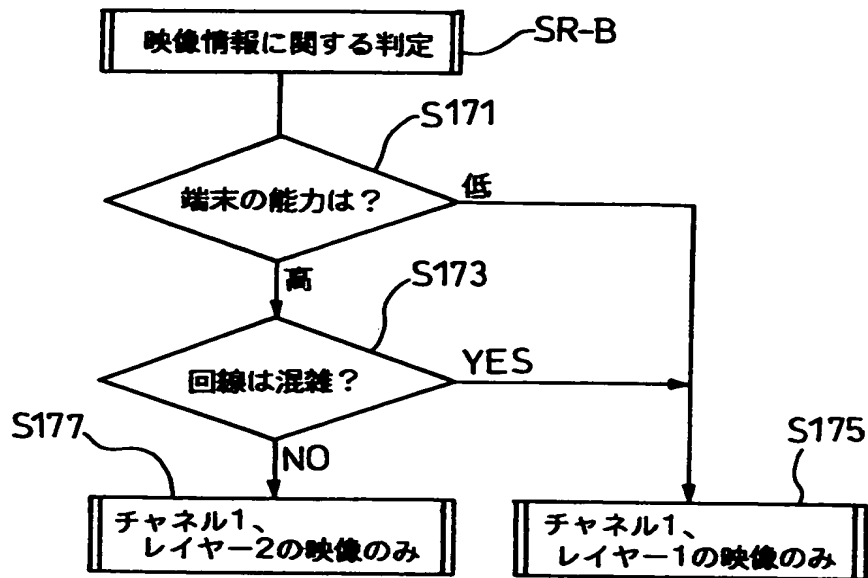 映像情報に関する判定
SR-B
S171
端末の能力は？
低
高
S173
回線は混雑？
YES
NO
S177
チャネル1、
レイヤー2の映像のみ
S175
チャネル1、
レイヤー1の映像のみ